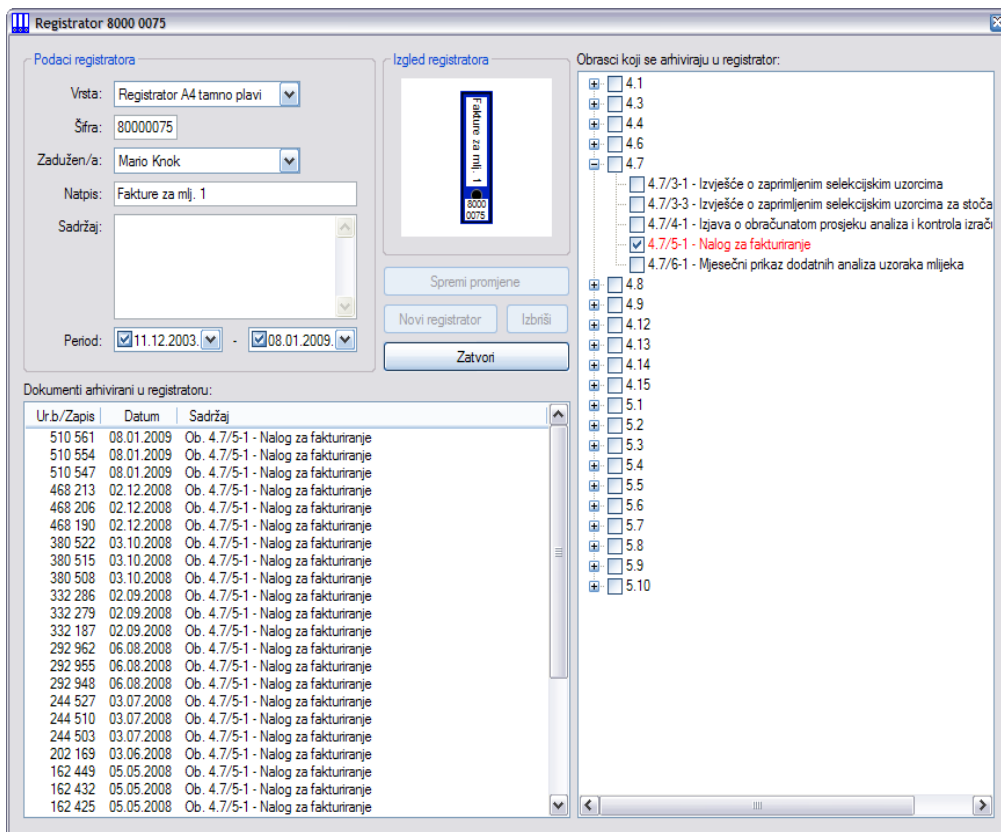 Registrator 8000 0075
Podaci registratora
Vrsta: Registrator A4 tamno plavi
Šifra: 80000075
Zadužen/a: Mario Knok
Natpis: Fakture za mlj. 1
Sadržaj:
Period: 11.12.2003. - 08.01.2009.
Izgled registratora
Fakture za mlj. 1
8000
0075
Spremi promjene
Novi registrator Izbriši
Zatvori
Dokumenti arhivirani u registratoru:
Ur.b/Zapis Datum Sadržaj
510 561 08.01.2009 Ob. 4.7/5-1 - Nalog za fakturiranje
510 554 08.01.2009 Ob. 4.7/5-1 - Nalog za fakturiranje
510 547 08.01.2009 Ob. 4.7/5-1 - Nalog za fakturiranje
468 213 02.12.2008 Ob. 4.7/5-1 - Nalog za fakturiranje
468 206 02.12.2008 Ob. 4.7/5-1 - Nalog za fakturiranje
468 190 02.12.2008 Ob. 4.7/5-1 - Nalog za fakturiranje
380 522 03.10.2008 Ob. 4.7/5-1 - Nalog za fakturiranje
380 515 03.10.2008 Ob. 4.7/5-1 - Nalog za fakturiranje
380 508 03.10.2008 Ob. 4.7/5-1 - Nalog za fakturiranje
332 286 02.09.2008 Ob. 4.7/5-1 - Nalog za fakturiranje
332 279 02.09.2008 Ob. 4.7/5-1 - Nalog za fakturiranje
332 187 02.09.2008 Ob. 4.7/5-1 - Nalog za fakturiranje
292 962 06.08.2008 Ob. 4.7/5-1 - Nalog za fakturiranje
292 955 06.08.2008 Ob. 4.7/5-1 - Nalog za fakturiranje
292 948 06.08.2008 Ob. 4.7/5-1 - Nalog za fakturiranje
244 527 03.07.2008 Ob. 4.7/5-1 - Nalog za fakturiranje
244 510 03.07.2008 Ob. 4.7/5-1 - Nalog za fakturiranje
244 503 03.07.2008 Ob. 4.7/5-1 - Nalog za fakturiranje
202 169 03.06.2008 Ob. 4.7/5-1 - Nalog za fakturiranje
162 449 05.05.2008 Ob. 4.7/5-1 - Nalog za fakturiranje
162 432 05.05.2008 Ob. 4.7/5-1 - Nalog za fakturiranje
162 425 05.05.2008 Ob. 4.7/5-1 - Nalog za fakturiranje
Obrasci koji se arhiviraju u registrator:
4.1
4.3
4.4
4.6
4.7
4.7/3-1 - Izvješće o zaprimljenim selekcijskim uzorcima
4.7/3-3 - Izvješće o zaprimljenim selekcijskim uzorcima za stoča
4.7/4-1 - Izjava o obračunatom prosjeku analiza i kontrola izraču
4.7/5-1 - Nalog za fakturiranje
4.7/6-1 - Mjesečni prikaz dodatnih analiza uzoraka mlijeka
4.8
4.9
4.12
4.13
4.14
4.15
5.1
5.2
5.3
5.4
5.5
5.6
5.7
5.8
5.9
5.10